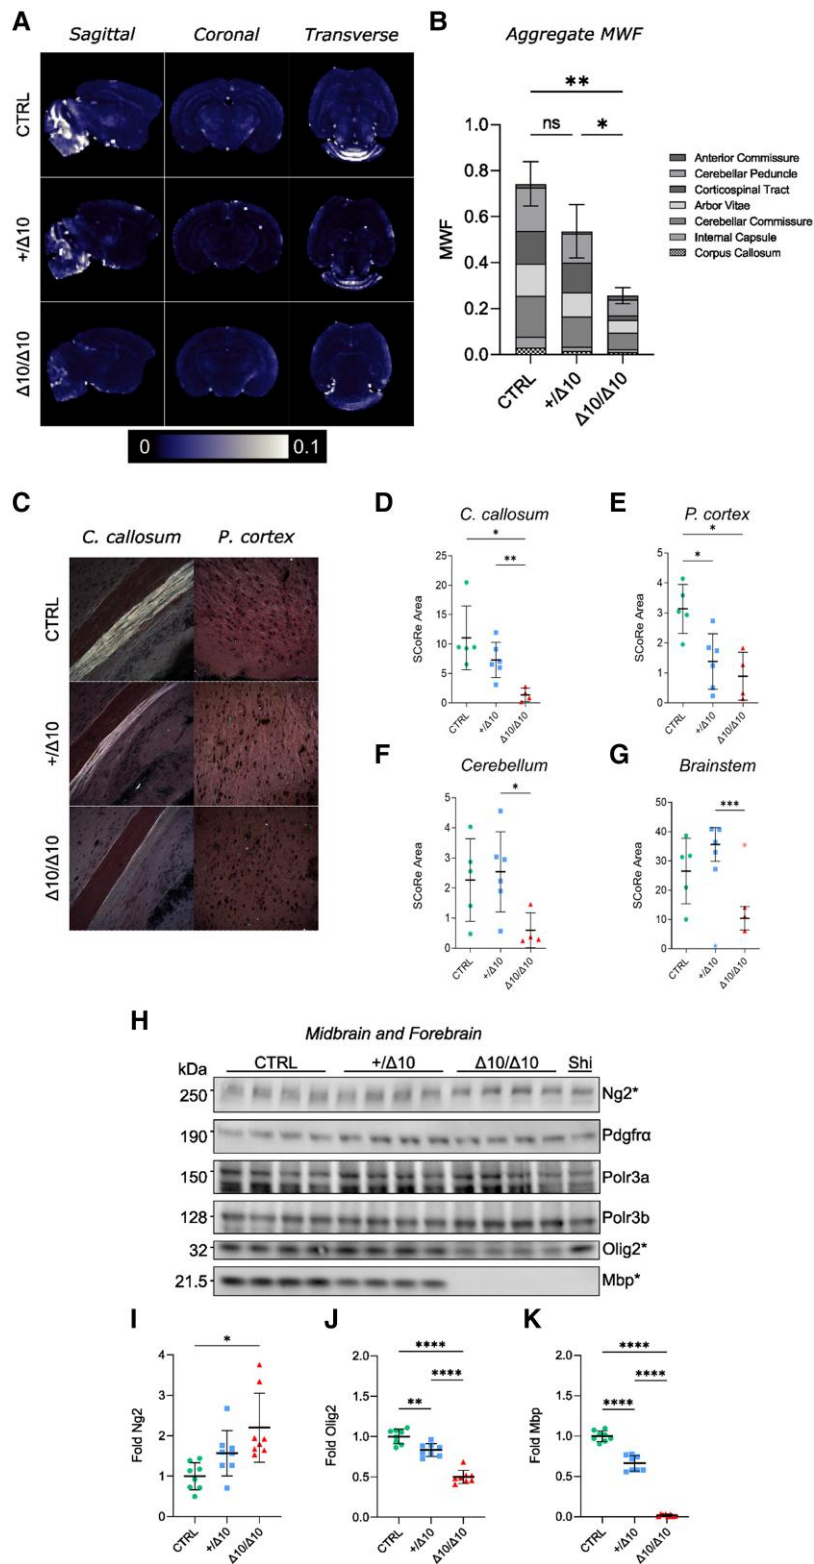 A
Sagittal Coronal Transverse
CTRL
+/Δ10
Δ10/Δ10
0 0.1
B
Aggregate MWF
**
ns *
MWF
1.0
0.8
0.6
0.4
0.2
0.0
CTRL +/Δ10 Δ10/Δ10
Anterior Commissure
Cerebellar Peduncle
Corticospinal Tract
Arbor Vitae
Cerebellar Commissure
Internal Capsule
Corpus Callosum
C
C. callosum P. cortex
CTRL
+/Δ10
Δ10/Δ10
D
C. callosum
*
**
SCoRe Area
25
20
15
10
5
0
CTRL +/Δ10 Δ10/Δ10
E
P. cortex
*
*
SCoRe Area
5
4
3
2
1
0
CTRL +/Δ10 Δ10/Δ10
F
Cerebellum
*
SCoRe Area
5
4
3
2
1
0
CTRL +/Δ10 Δ10/Δ10
G
Brainstem
***
SCoRe Area
50
40
30
20
10
0
CTRL +/Δ10 Δ10/Δ10
H
Midbrain and Forebrain
kDa CTRL +/Δ10 Δ10/Δ10 Shi
250 Ng2*
190 Pdgfrα
150 Polr3a
128 Polr3b
32 Olig2*
21.5 Mbp*
I
*
Fold Ng2
4
3
2
1
0
CTRL +/Δ10 Δ10/Δ10
J
****
****
**
Fold Olig2
2.0
1.5
1.0
0.5
0.0
CTRL +/Δ10 Δ10/Δ10
K
****
****
****
Fold Mbp
2.0
1.5
1.0
0.5
0.0
CTRL +/Δ10 Δ10/Δ10